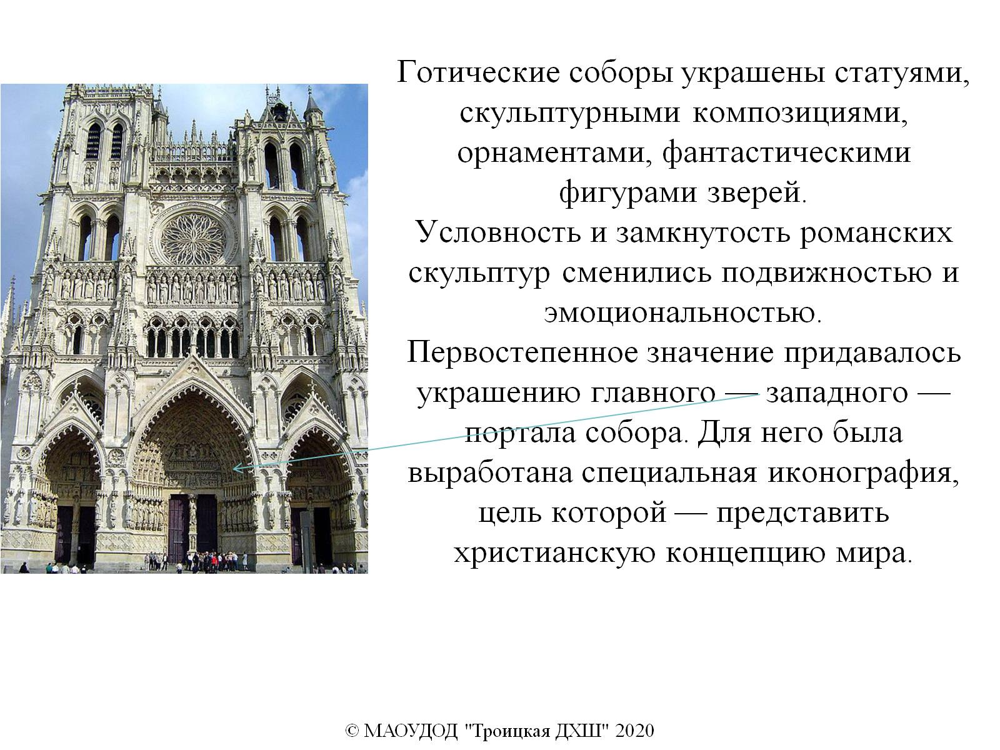 Готические соборы украшены статуями,
скульптурными композициями,
орнаментами, фантастическими
фигурами зверей.
Условность и замкнутость романских
скульптур сменились подвижностью и
эмоциональностью.
Первостепенное значение придавалось
украшению главного — западного —
портала собора. Для него была
выработана специальная иконография,
цель которой — представить
христианскую концепцию мира.
© МАОУДОД "Троицкая ДХШ" 2020